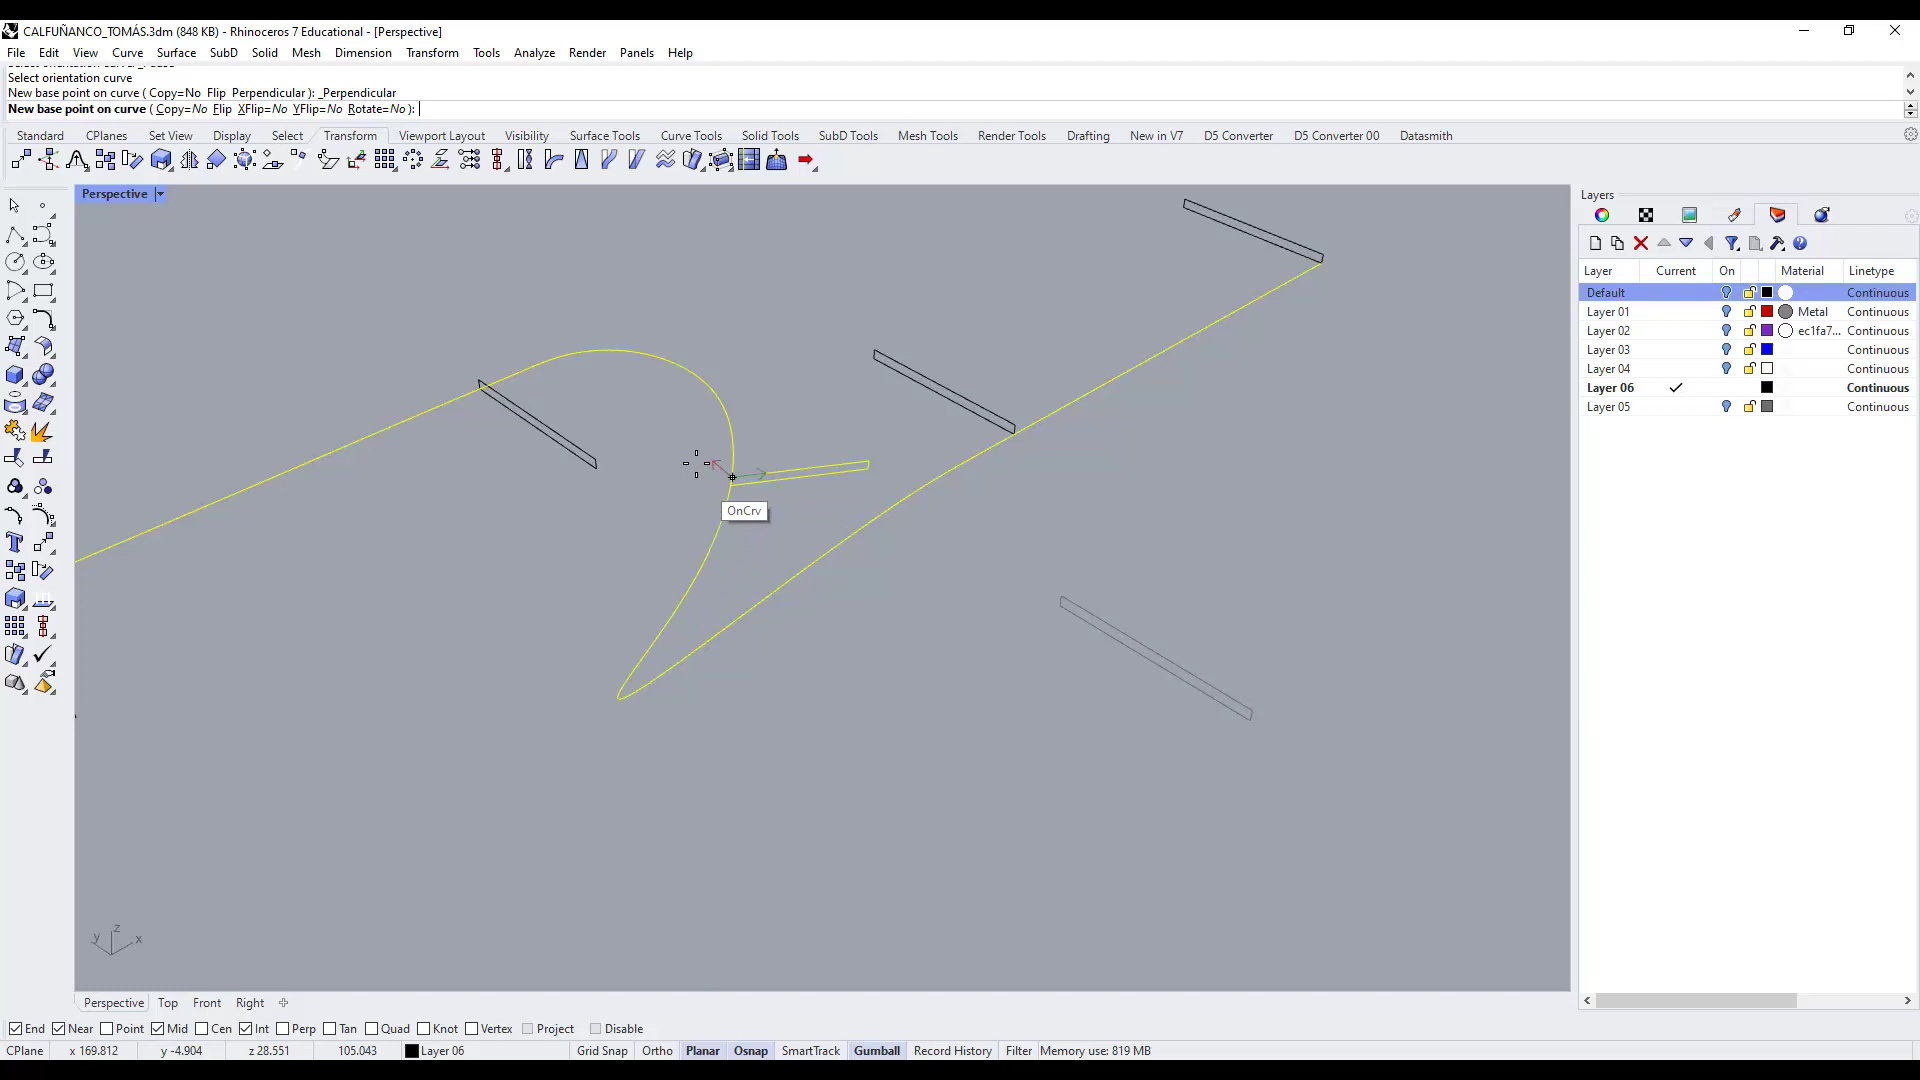 CALFUÑANCO_TOMÁS.3dm (848 KB) - Rhinoceros 7 Educational - [Perspective]
File Edit View Curve Surface SubD Solid Mesh Dimension Transform Tools Analyze Render Panels Help
Select orientation curve
New base point on curve ( Copy=No Flip Perpendicular ): _Perpendicular
New base point on curve ( Copy=No Flip XFlip=No YFlip=No Rotate=No ):
Standard CPlanes Set View Display Select Transform Viewport Layout Visibility Surface Tools Curve Tools Solid Tools SubD Tools Mesh Tools Render Tools Drafting New in V7 D5 Converter D5 Converter 00 Datasmith
Perspective
Layers
Layer Current On Material Linetype
Default Continuous
Layer 01 Metal Continuous
Layer 02 ec1fa7... Continuous
Layer 03 Continuous
Layer 04 Continuous
Layer 06 Continuous
Layer 05 Continuous
OnCrv
z
y x
Perspective Top Front Right
End Near Point Mid Cen Int Perp Tan Quad Knot Vertex Project Disable
CPlane x 169.812 y -4.904 z 28.551 105.043 Layer 06 Grid Snap Ortho Planar Osnap SmartTrack Gumball Record History Filter Memory use: 819 MB